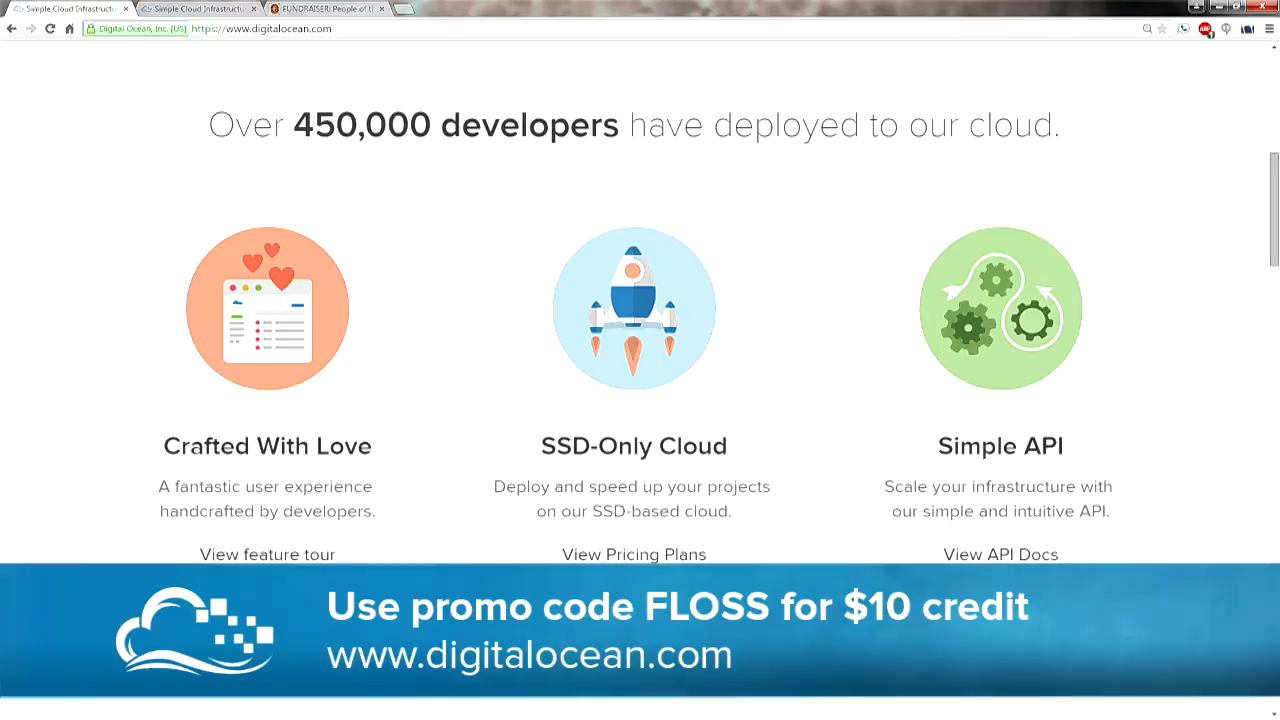 Simple Cloud Infrastructu
Simple Cloud Infrastructu
FUNDRAISER: People of t
Digital Ocean, Inc. [US]
https://www.digitalocean.com
ABP
Over 450,000 developers have deployed to our cloud.
Crafted With Love
A fantastic user experience
handcrafted by developers.
View feature tour
SSD-Only Cloud
Deploy and speed up your projects
on our SSD-based cloud.
View Pricing Plans
Simple API
Scale your infrastructure with
our simple and intuitive API.
View API Docs
Use promo code FLOSS for $10 credit
www.digitalocean.com